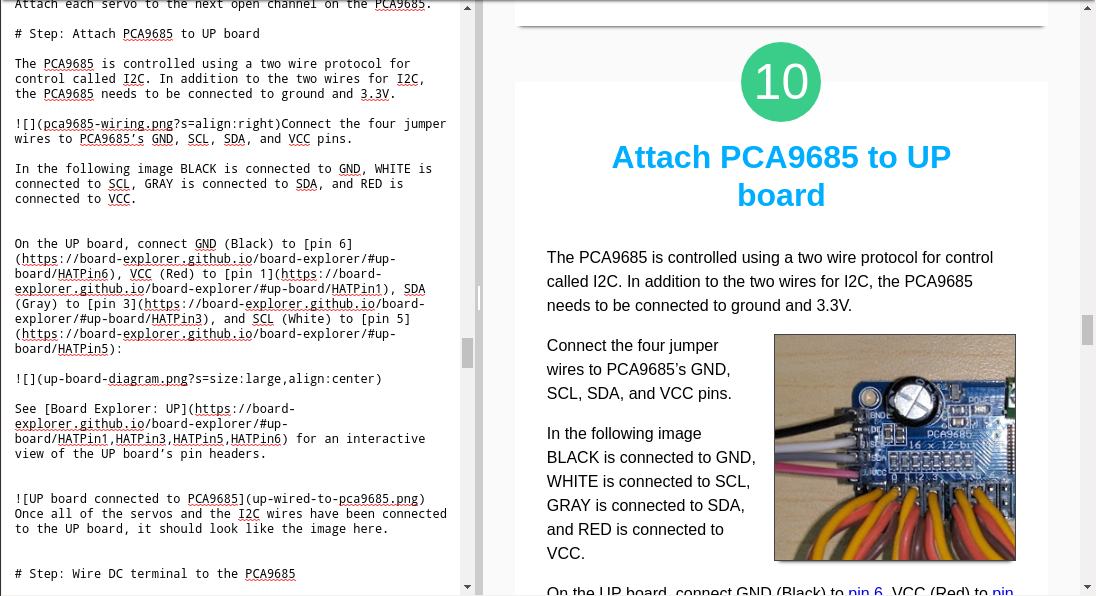 Attach each servo to the next open channel on the PCA9685.
# Step: Attach PCA9685 to UP board
The PCA9685 is controlled using a two wire protocol for
control called I2C. In addition to the two wires for I2C,
the PCA9685 needs to be connected to ground and 3.3V.
![](pca9685-wiring.png?s=align:right)Connect the four jumper
wires to PCA9685’s GND, SCL, SDA, and VCC pins.
In the following image BLACK is connected to GND, WHITE is
connected to SCL, GRAY is connected to SDA, and RED is
connected to VCC.
On the UP board, connect GND (Black) to [pin 6]
(https://board-explorer.github.io/board-explorer/#up-
board/HATPin6), VCC (Red) to [pin 1](https://board-
explorer.github.io/board-explorer/#up-board/HATPin1), SDA
(Gray) to [pin 3](https://board-explorer.github.io/board-
explorer/#up-board/HATPin3), and SCL (White) to [pin 5]
(https://board-explorer.github.io/board-explorer/#up-
board/HATPin5):
![](up-board-diagram.png?s=size:large,align:center)
See [Board Explorer: UP](https://board-
explorer.github.io/board-explorer/#up-
board/HATPin1,HATPin3,HATPin5,HATPin6) for an interactive
view of the UP board’s pin headers.
![UP board connected to PCA9685](up-wired-to-pca9685.png)
Once all of the servos and the I2C wires have been connected
to the UP board, it should look like the image here.
# Step: Wire DC terminal to the PCA9685
10
Attach PCA9685 to UP
board
The PCA9685 is controlled using a two wire protocol for control
called I2C. In addition to the two wires for I2C, the PCA9685
needs to be connected to ground and 3.3V.
Connect the four jumper
wires to PCA9685’s GND,
SCL, SDA, and VCC pins.
In the following image
BLACK is connected to GND,
WHITE is connected to SCL,
GRAY is connected to SDA,
and RED is connected to
VCC.
GND
PCA9685
16 x 12-b
VCC
On the UP board, connect GND (Black) to pin 6, VCC (Red) to pin